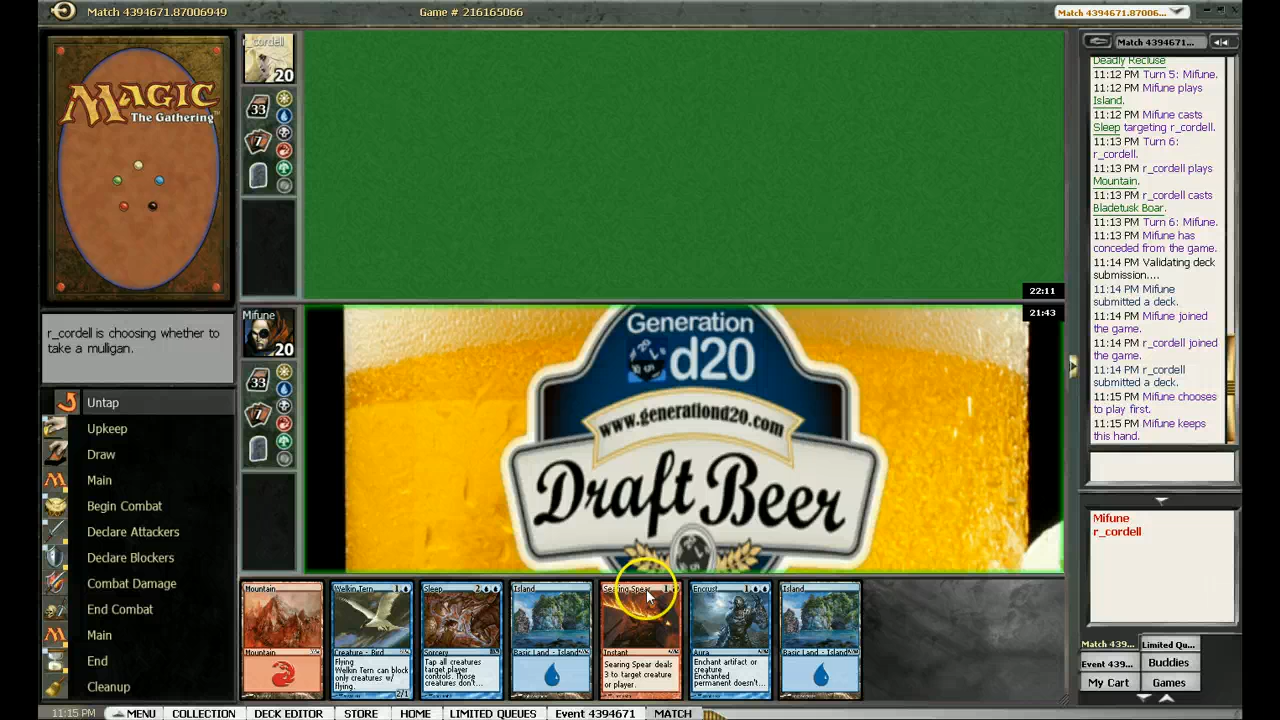 Match 4394671.87006949
Game # 216165066
Match 4394671.87006...
MAGIC
The Gathering
r_cordell
20
33
7
22:11
Match 4394671...
Deadly Recluse
11:12 PM Turn 5: Mifune.
11:12 PM Mifune plays
Island.
11:12 PM Mifune casts
Sleep targeting r_cordell.
11:13 PM Turn 6:
r_cordell.
11:13 PM r_cordell plays
Mountain.
11:13 PM r_cordell casts
Bladetusk Boar.
11:13 PM Turn 6: Mifune.
11:13 PM Mifune has
conceded from the game.
11:14 PM Validating deck
submission....
11:14 PM Mifune
submitted a deck.
11:14 PM Mifune joined
the game.
11:14 PM r_cordell joined
the game.
11:14 PM r_cordell
submitted a deck.
11:15 PM Mifune chooses
to play first.
11:15 PM Mifune keeps
this hand.
r_cordell is choosing whether to
take a mulligan.
Mifune
20
33
7
21:43
Generation
d20
www.generationd20.com
Draft Beer
Untap
Upkeep
Draw
Main
Begin Combat
Declare Attackers
Declare Blockers
Combat Damage
End Combat
Main
End
Cleanup
Mifune
r_cordell
Mountain
Mountain
Welkin Tern 1
Creature - Bird
Flying
Welkin Tern can block
only creatures w/
flying.
2/1
Sleep 2
Sorcery
Tap all creatures
target player
controls. Those
creatures don't...
Island
Basic Land - Island
Searing Spear 1
Instant
Searing Spear deals
3 to target creature
or player.
Encrust 1
Aura
Enchant artifact or
creature
Enchanted
permanent doesn't...
Island
Basic Land - Island
Match 439...
Limited Qu...
Event 439...
Buddies
My Cart
Games
11:15 PM
MENU
COLLECTION
DECK EDITOR
STORE
HOME
LIMITED QUEUES
Event 4394671
MATCH